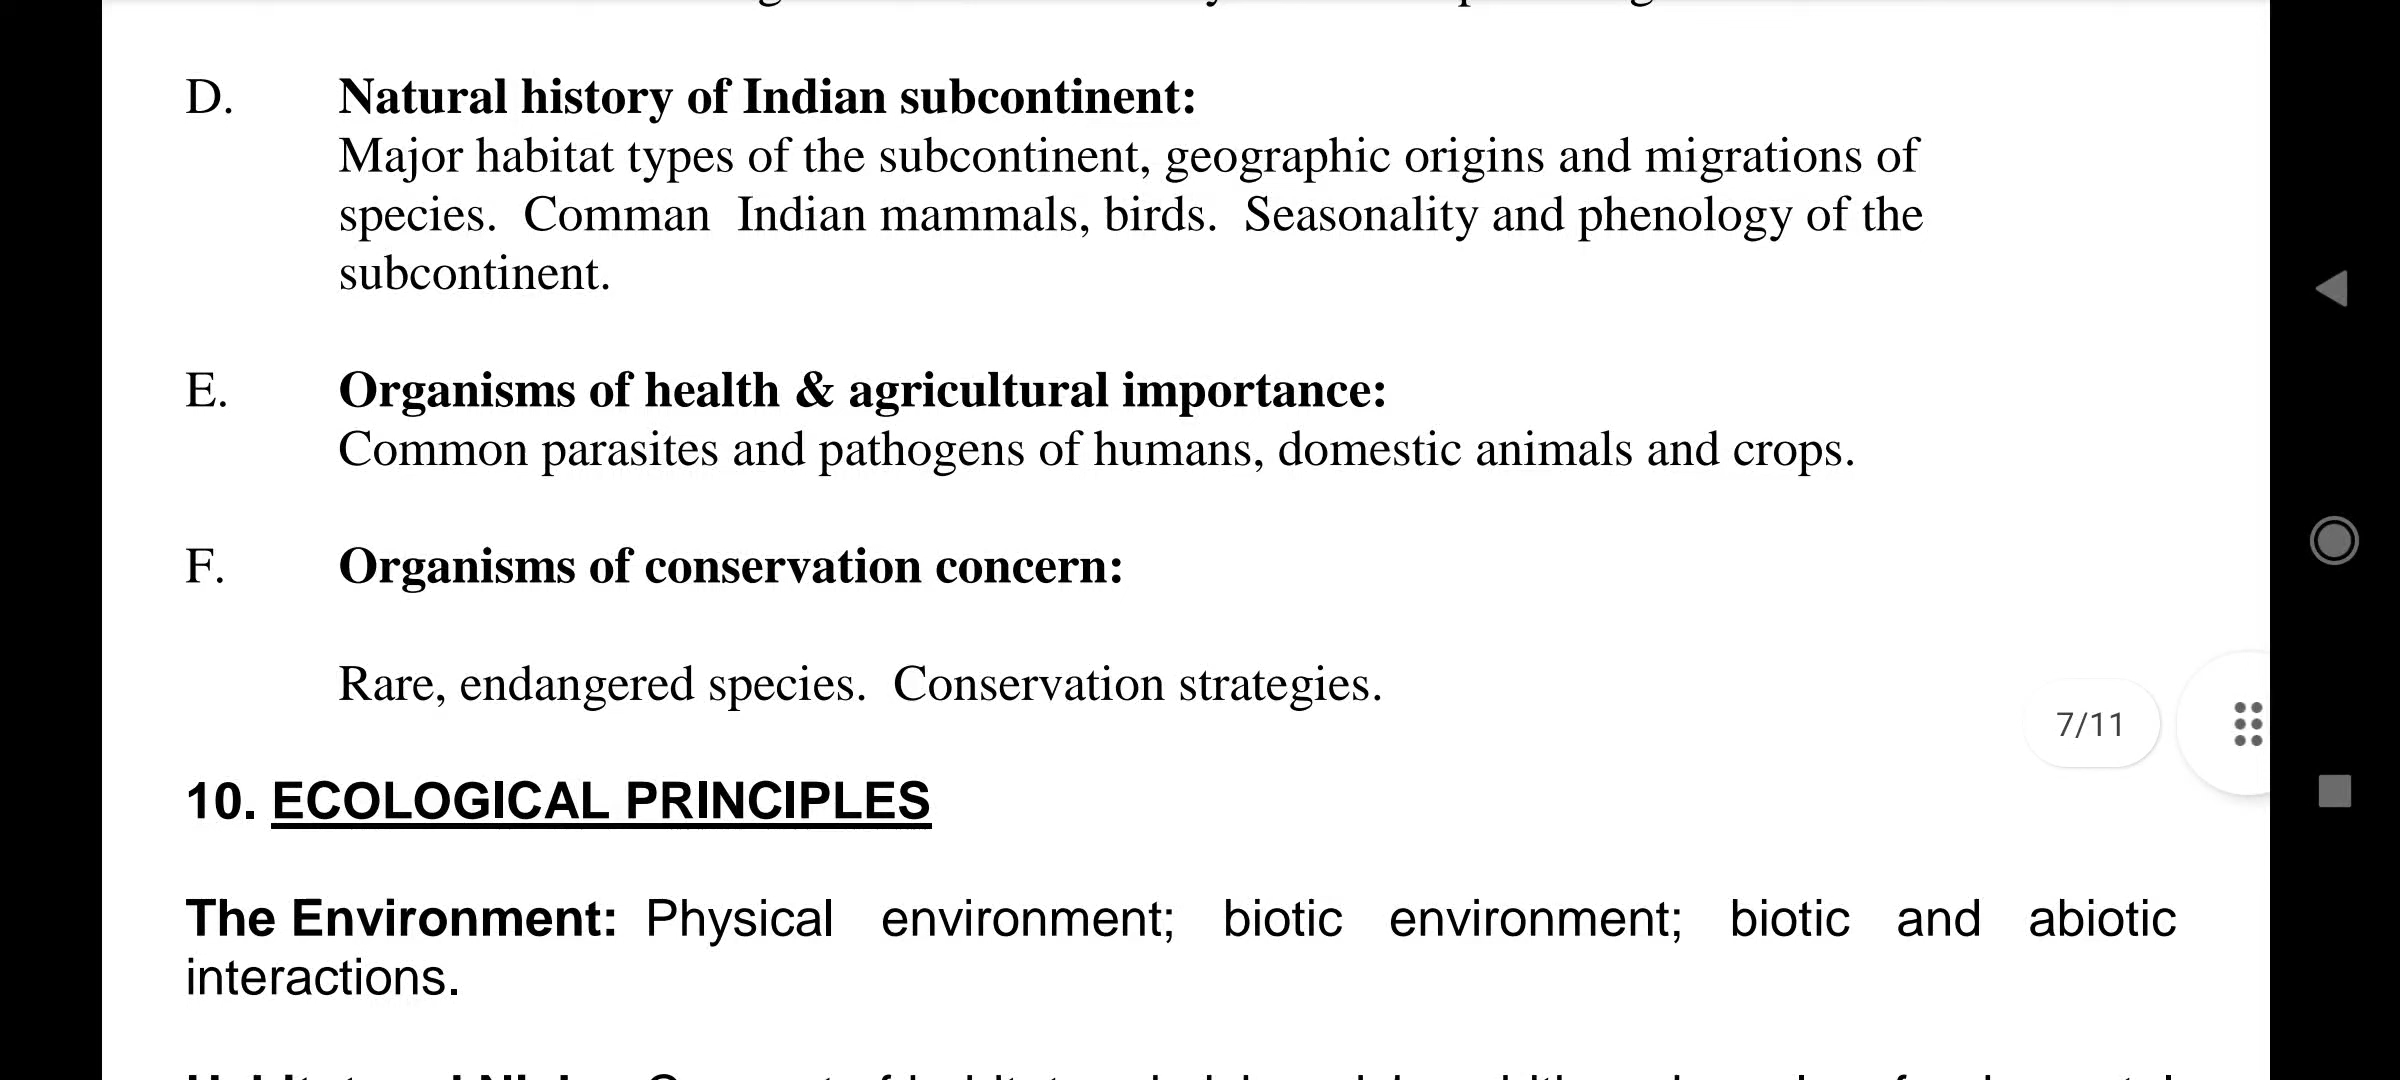 D. Natural history of Indian subcontinent:
Major habitat types of the subcontinent, geographic origins and migrations of
species. Comman Indian mammals, birds. Seasonality and phenology of the
subcontinent.
E. Organisms of health & agricultural importance:
Common parasites and pathogens of humans, domestic animals and crops.
F. Organisms of conservation concern:
Rare, endangered species. Conservation strategies.
7/11
10. ECOLOGICAL PRINCIPLES
The Environment: Physical environment; biotic environment; biotic and abiotic
interactions.